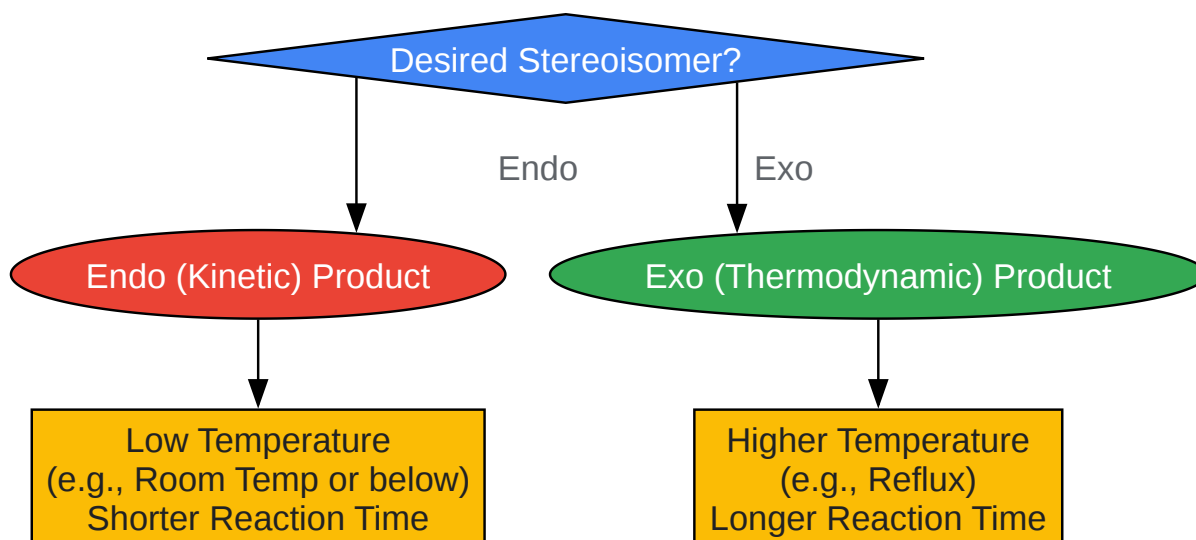 Desired Stereoisomer?
Endo
Exo
Endo (Kinetic) Product
Exo (Thermodynamic) Product
Low Temperature
(e.g., Room Temp or below)
Shorter Reaction Time
Higher Temperature
(e.g., Reflux)
Longer Reaction Time